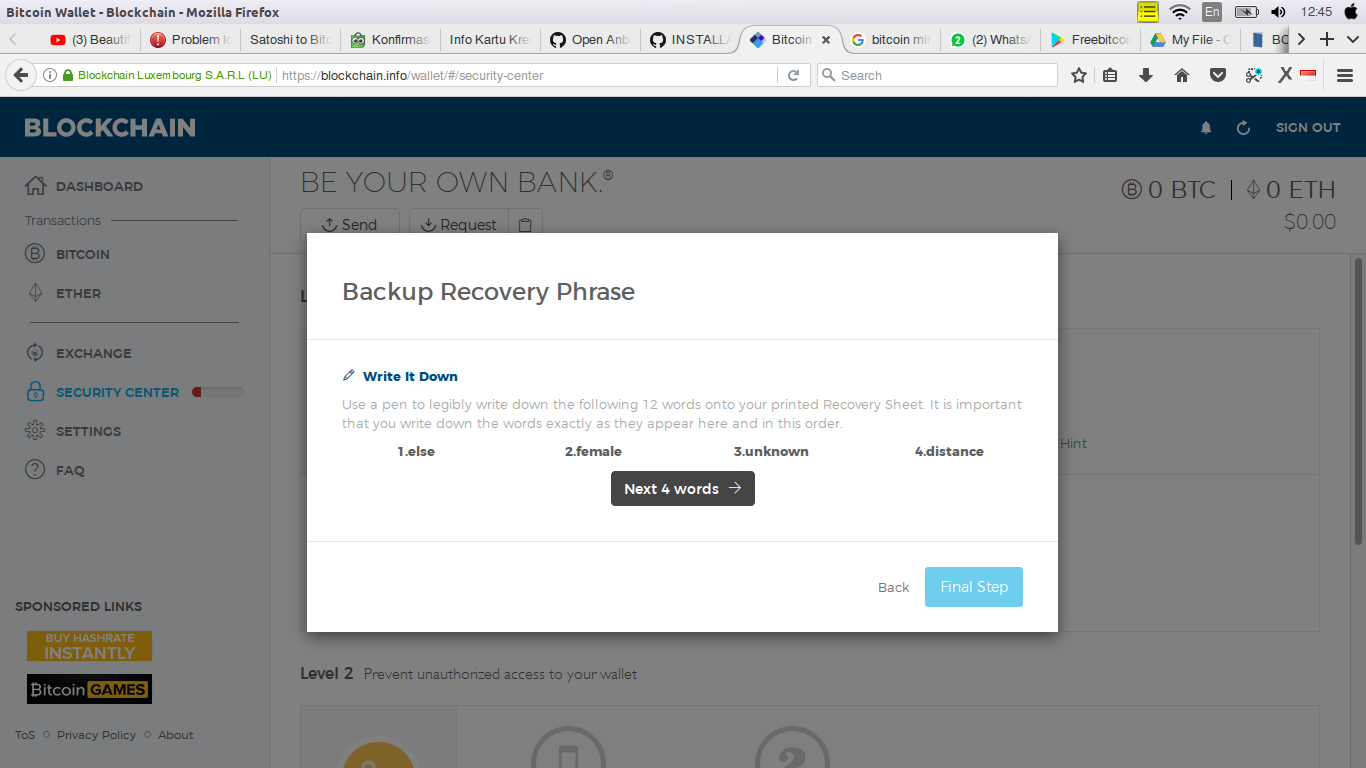 Bitcoin Wallet - Blockchain - Mozilla Firefox
En
12:45
(3) Beauti
Problem lo
Satoshi to Bitc
Konfirmas
Info Kartu Kre
Open Anb
INSTALL
Bitcoin
bitcoin min
(2) WhatsA
Freebitcoi
My File - G
BC
Blockchain Luxembourg S.A.R.L (LU)
https://blockchain.info/wallet/#/security-center
Search
BLOCKCHAIN
SIGN OUT
DASHBOARD
Transactions
BITCOIN
ETHER
EXCHANGE
SECURITY CENTER
SETTINGS
FAQ
SPONSORED LINKS
BUY HASHRATE
INSTANTLY
Bitcoin GAMES
ToS
Privacy Policy
About
BE YOUR OWN BANK.®
0 BTC | 0 ETH
$0.00
Send
Request
Backup Recovery Phrase
Write It Down
Use a pen to legibly write down the following 12 words onto your printed Recovery Sheet. It is important
that you write down the words exactly as they appear here and in this order.
1.else 2.female 3.unknown 4.distance
Next 4 words
Back
Final Step
Hint
Level 2 Prevent unauthorized access to your wallet